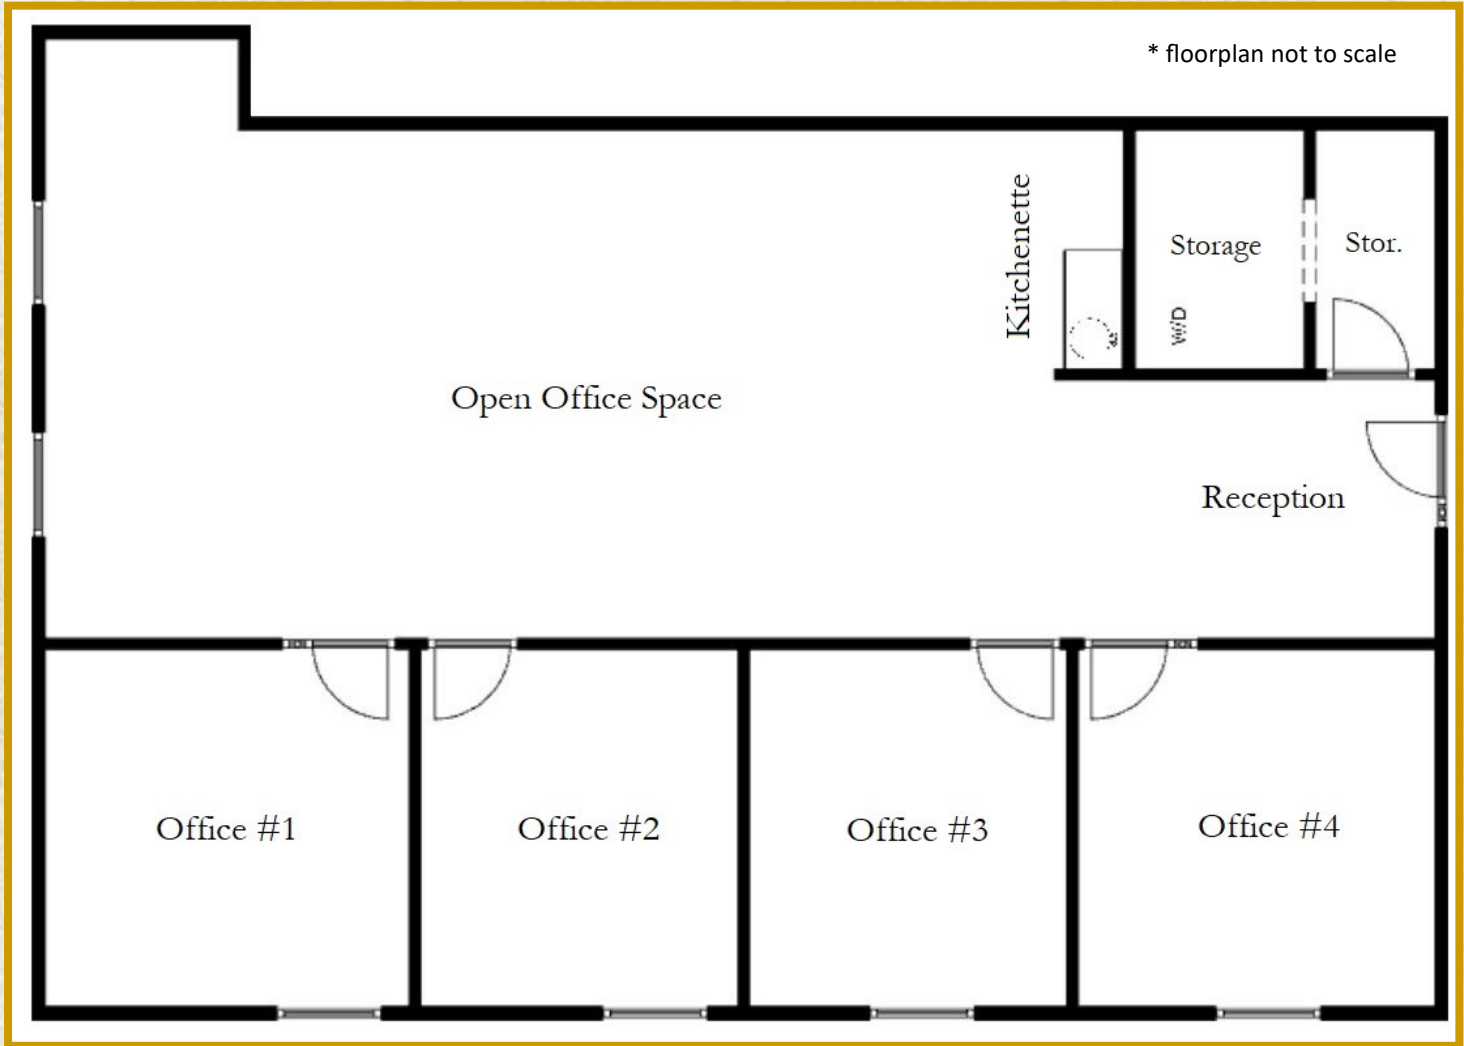 * floorplan not to scale
Kitchenette
Storage
Stor.
W/D
Open Office Space
Reception
Office #1
Office #2
Office #3
Office #4